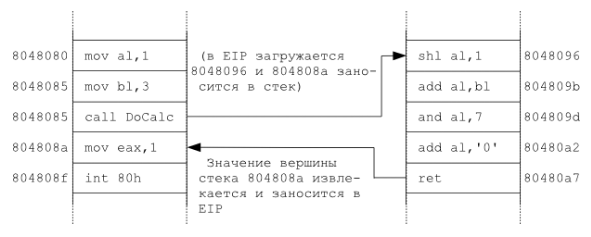 8048080 mov al,1
(в EIP загружается
shl al,1 8048096
8048096 и 804808a зано-
8048085 mov bl,3
сится в стек)
add al,bl 804809b
8048085 call DoCalc
and al,7 804809d
804808a mov eax,1
add al,'0' 80480a2
Значение вершины
804808f int 80h
стека 804808a извле-
ret 80480a7
кается и заносится в
EIP